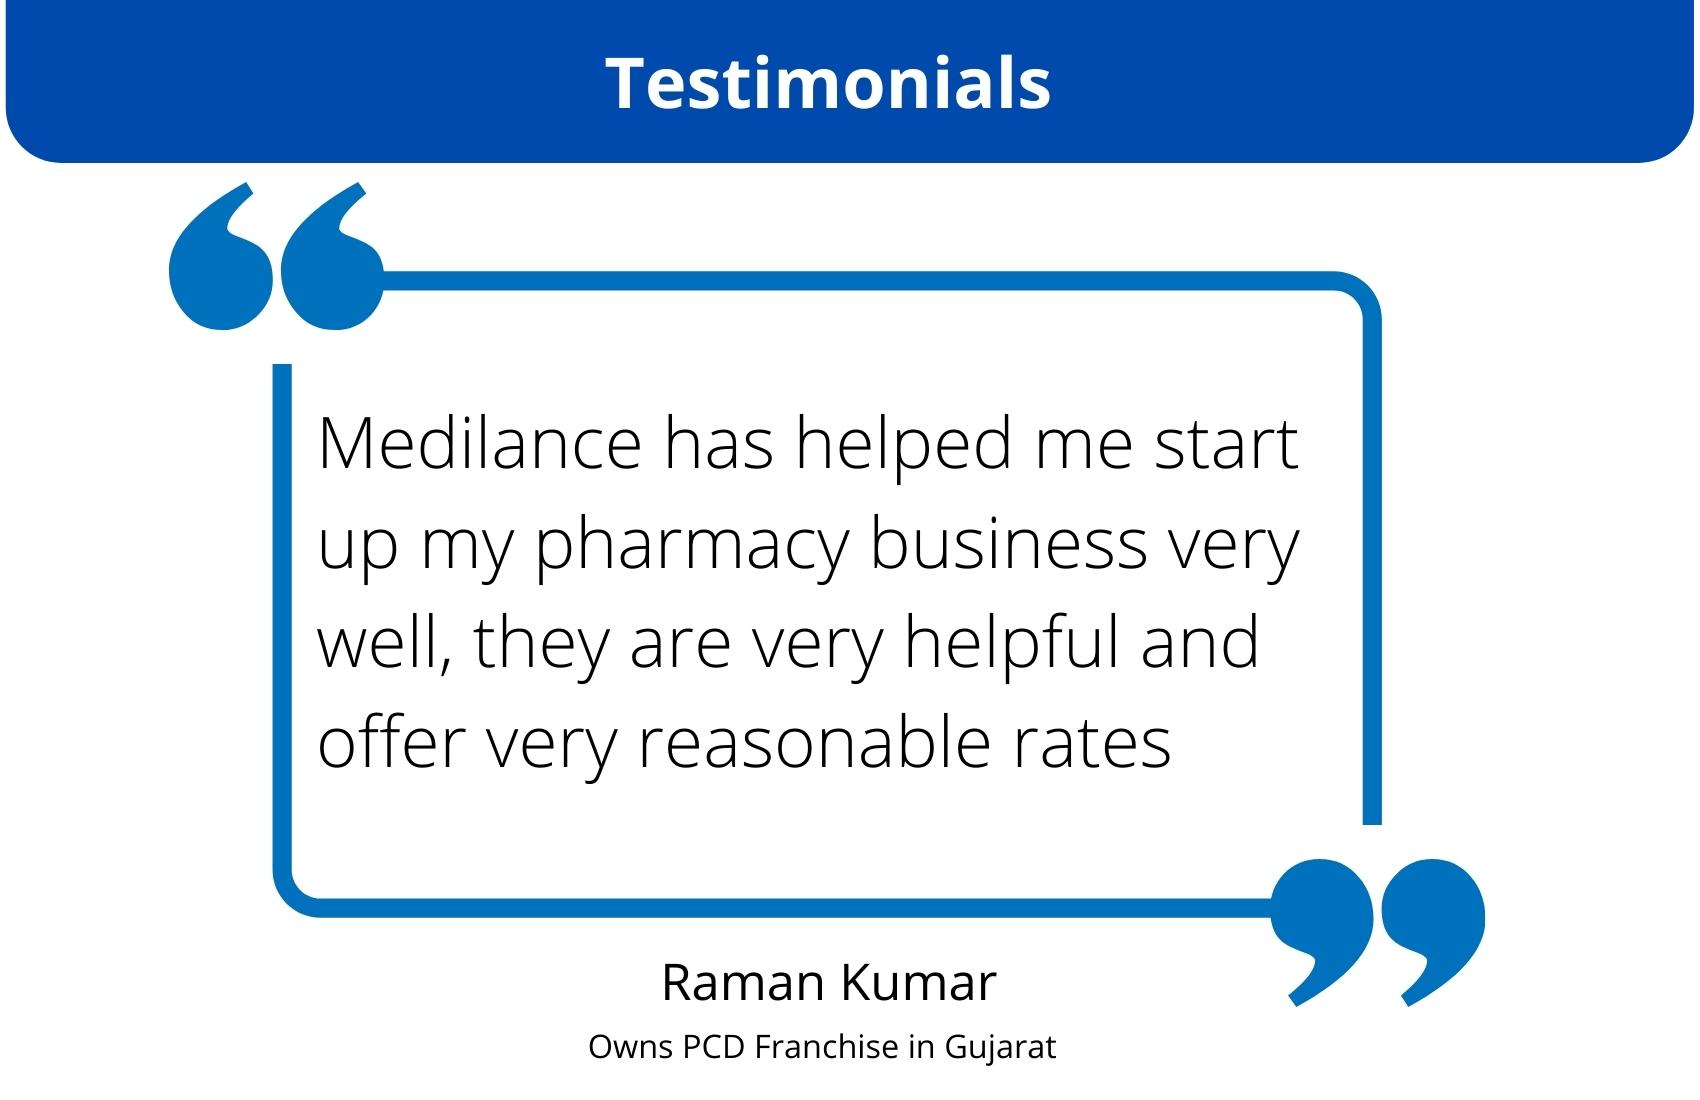 Testimonials
Medilance has helped me start
up my pharmacy business very
well, they are very helpful and
offer very reasonable rates
Raman Kumar
Owns PCD Franchise in Gujarat